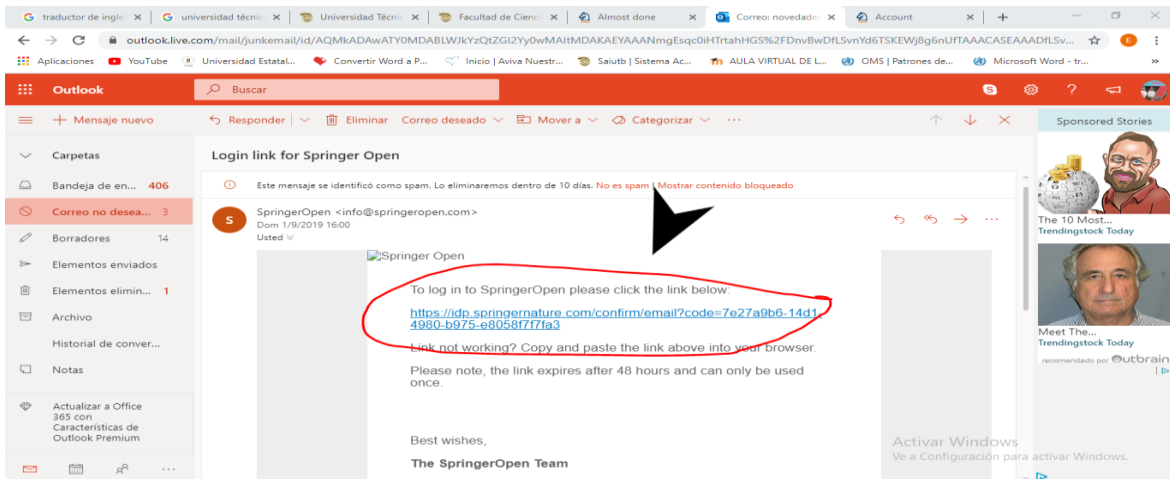 traductor de ingle
universidad técnic
Universidad Técni
Facultad de Cienci
Almost done
Correo: novedade
Account
outlook.live.com/mail/junkemail/id/AQMkADAwATY0MDABLWJkYzQtZGI2Yy0wMAItMDAKAEYAAANmgEsqc0iHTrtahHGS%2FDnvBwDfLSvnYd6TSKEWj8g6nUfTAAACASEAAADfLSv...
E
Aplicaciones YouTube Universidad Estatal... Convertir Word a P... Inicio | Aviva Nuestr... Saiutb | Sistema Ac... AULA VIRTUAL DE L... OMS | Patrones de... Microsoft Word - tr... »
Outlook
Buscar
Mensaje nuevo
Responder Eliminar Correo deseado Mover a Categorizar ...
Sponsored Stories
Carpetas
Bandeja de en... 406
Correo no desea... 3
Borradores 14
Elementos enviados
Elementos elimin... 1
Archivo
Historial de conver...
Notas
Actualizar a Office
365 con
Características de
Outlook Premium
Login link for Springer Open
Este mensaje se identificó como spam. Lo eliminaremos dentro de 10 días. No es spam | Mostrar contenido bloqueado
S
SpringerOpen <info@springeropen.com>
Dom 1/9/2019 16:00
Usted
Springer Open
To log in to SpringerOpen please click the link below:
https://idp.springernature.com/confirm/email?code=7e27a9b6-14d1-
4980-b975-e8058f7f7fa3
Link not working? Copy and paste the link above into your browser.
Please note, the link expires after 48 hours and can only be used
once.
Best wishes,
The SpringerOpen Team
The 10 Most...
Trendingstock Today
Meet The...
Trendingstock Today
recomendado por Outbrain
Activar Windows
Ve a Configuración para activar Windows.